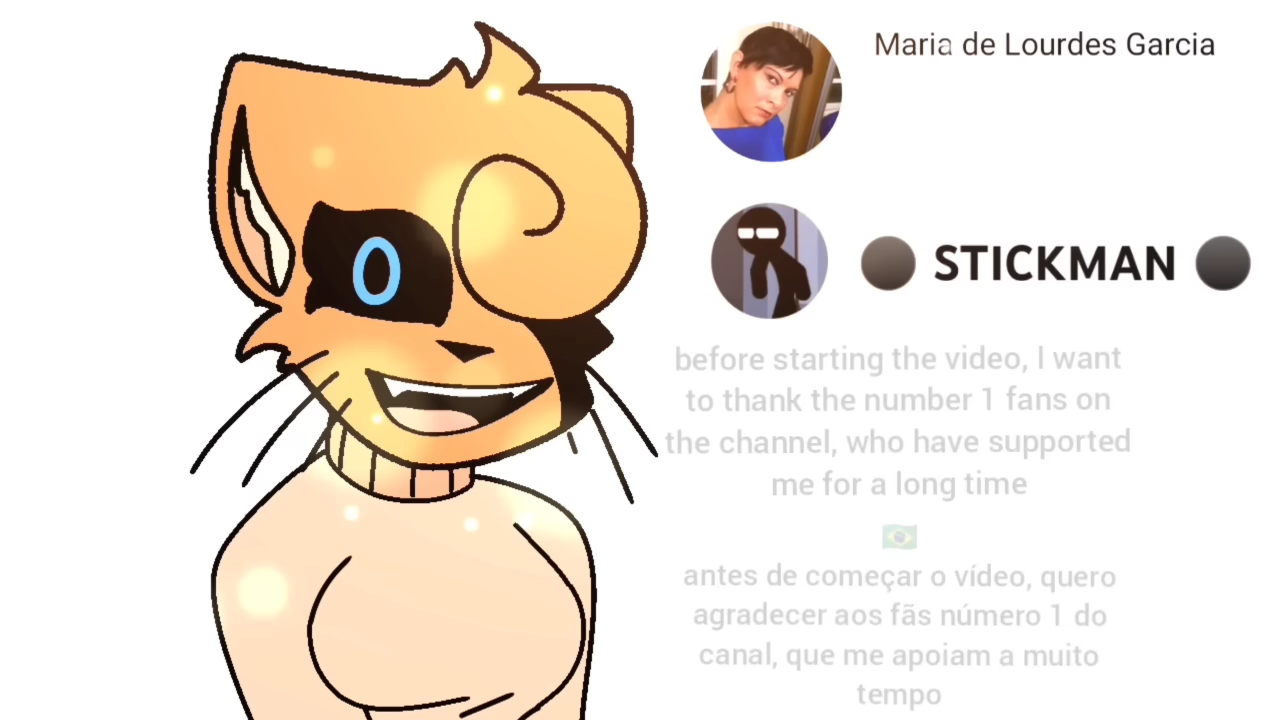 Maria de Lourdes Garcia
STICKMAN
before starting the video, I want
to thank the number 1 fans on
the channel, who have supported
me for a long time
antes de começar o vídeo, quero
agradecer aos fãs número 1 do
canal, que me apoiam a muito
tempo